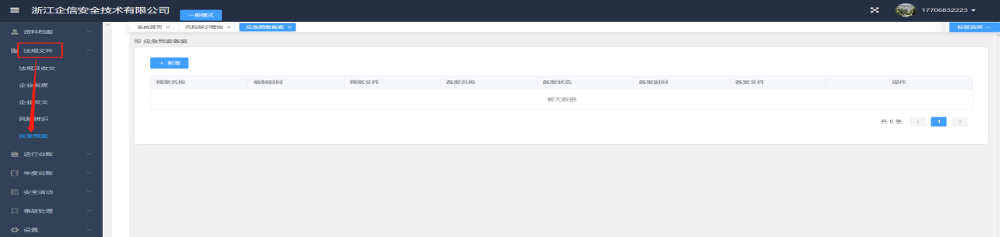 浙江企信安全技术有限公司 一般模式 17706832223
资料档案
系统首页 × 风险辨识管控 × 应急预案备案 × 标签选项
应急预案备案
法规文件
+ 新增
法规及收文
预案名称 编制时间 预案文件 备案名称 备案状态 备案时间 备案文件 操作
企业制度
暂无数据
企业发文
风险辨识
共 0 条 < 1 >
应急预案
运行台账
年度台账
安全活动
事故处理
设置